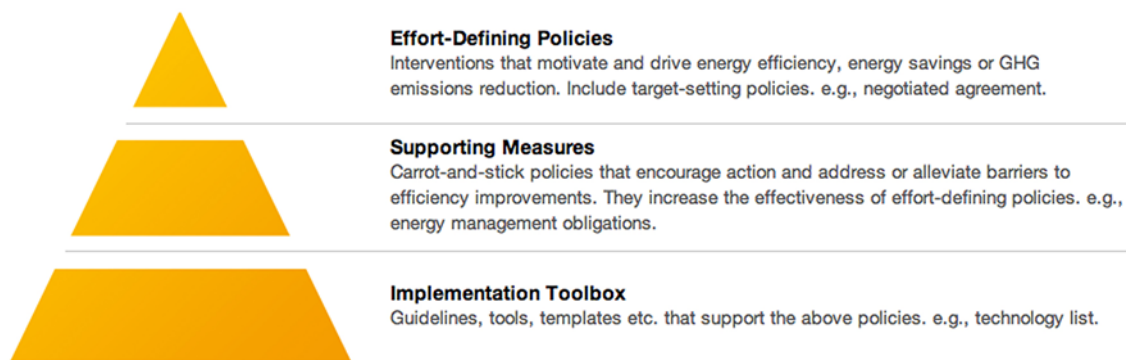 Effort-Defining Policies
Interventions that motivate and drive energy efficiency, energy savings or GHG
emissions reduction. Include target-setting policies. e.g., negotiated agreement.
Supporting Measures
Carrot-and-stick policies that encourage action and address or alleviate barriers to
efficiency improvements. They increase the effectiveness of effort-defining policies. e.g.,
energy management obligations.
Implementation Toolbox
Guidelines, tools, templates etc. that support the above policies. e.g., technology list.